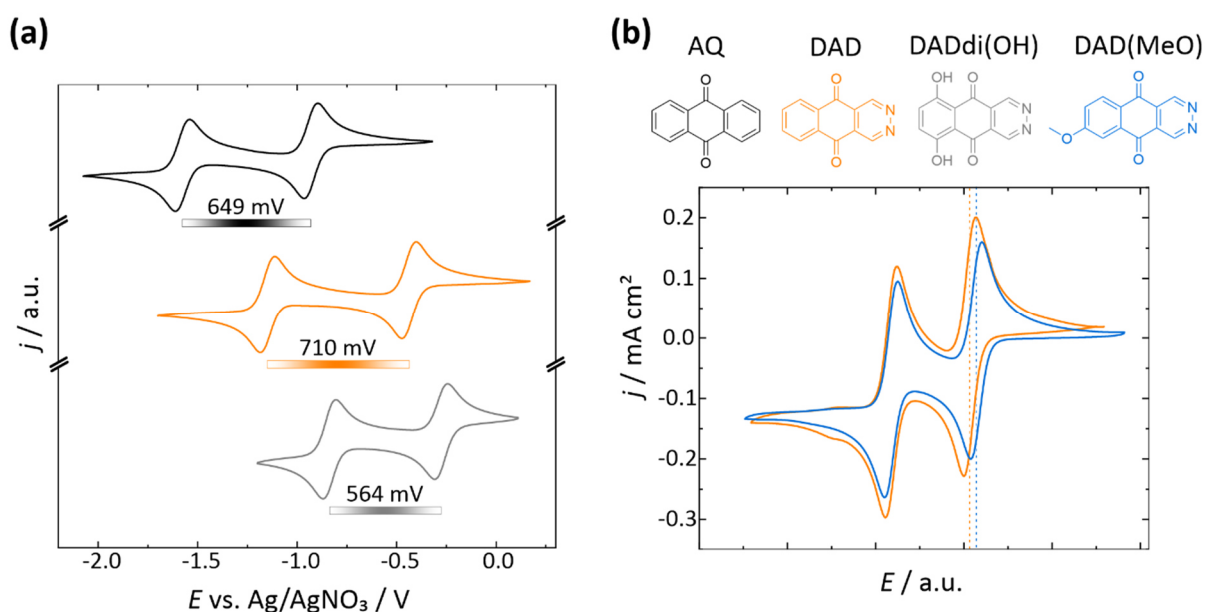 (a)
649 mV
710 mV
564 mV
j / a.u.
-2.0 -1.5 -1.0 -0.5 0.0
E vs. Ag/AgNO₃ / V
(b)
AQ DAD DADdi(OH) DAD(MeO)
O O OH O O
N N N
N N N
O
O O OH O O
0.2
0.1
0.0
-0.1
-0.2
-0.3
j / mA cm²
E / a.u.